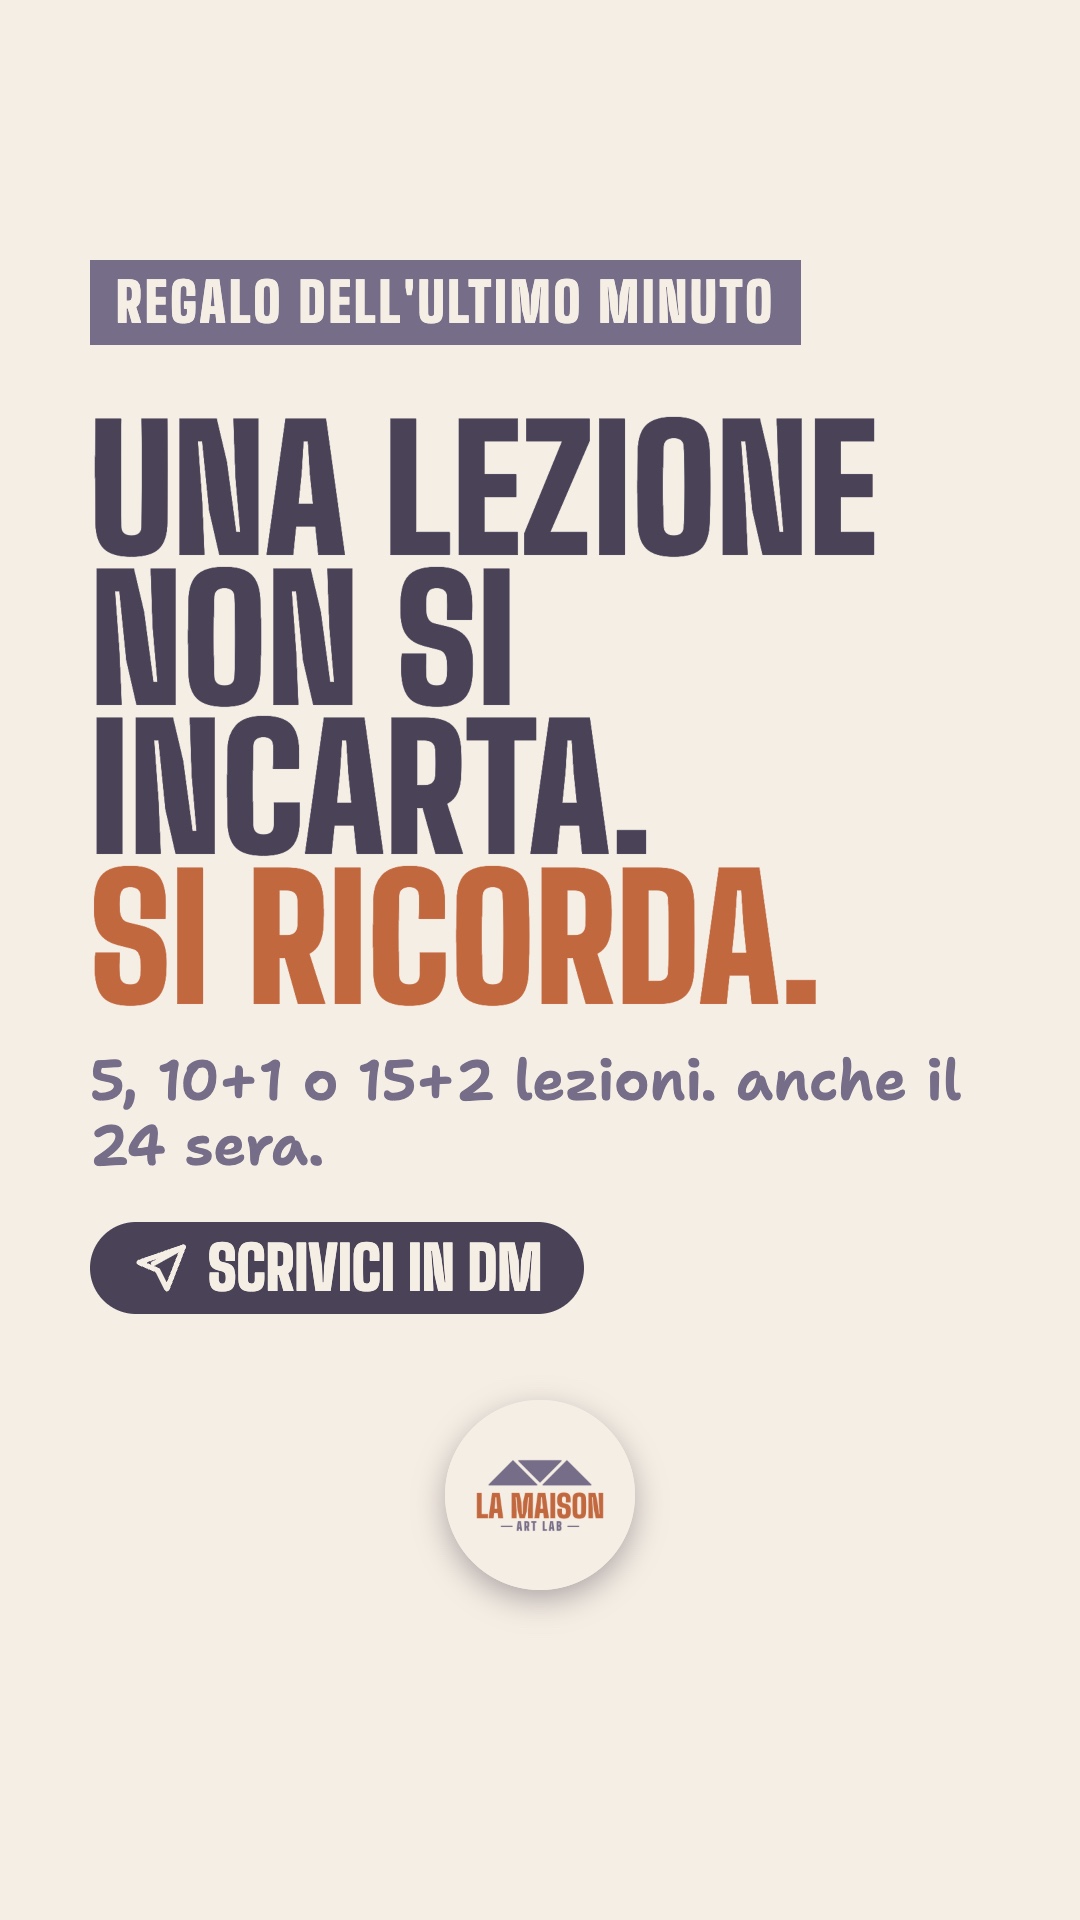 REGALO DELL'ULTIMO MINUTO
UNA LEZIONE
NON SI
INCARTA.
SI RICORDA.
5, 10+1 o 15+2 lezioni. anche il
24 sera.
SCRIVICI IN DM
LA MAISON
— ART LAB —